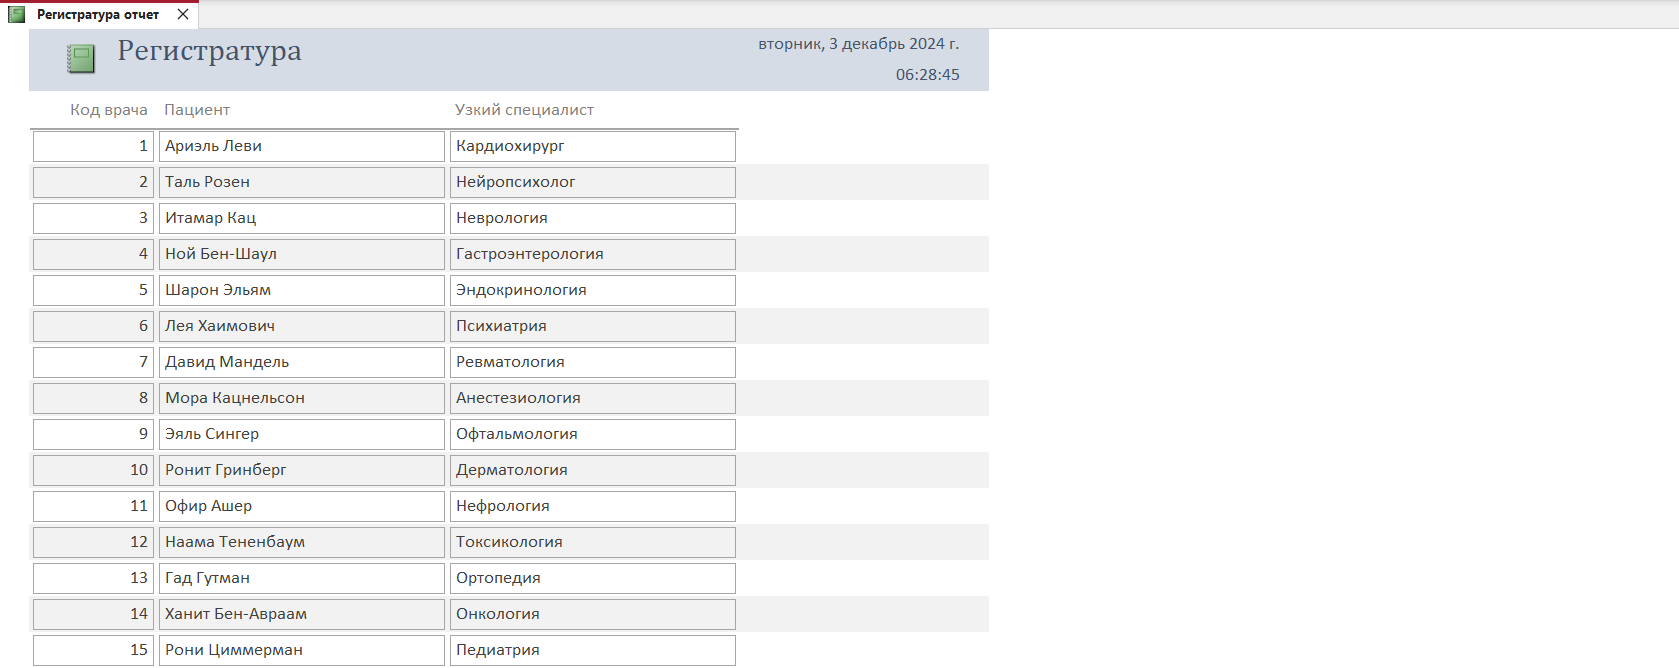 Регистратура отчет
Регистратура
вторник, 3 декабрь 2024 г.
06:28:45
Код врача Пациент Узкий специалист
1 Ариэль Леви Кардиохирург
2 Таль Розен Нейропсихолог
3 Итамар Кац Неврология
4 Ной Бен-Шаул Гастроэнтерология
5 Шарон Эльям Эндокринология
6 Лея Хаимович Психиатрия
7 Давид Мандель Ревматология
8 Мора Кацнельсон Анестезиология
9 Эяль Сингер Офтальмология
10 Ронит Гринберг Дерматология
11 Офир Ашер Нефрология
12 Наама Тененбаум Токсикология
13 Гад Гутман Ортопедия
14 Ханит Бен-Авраам Онкология
15 Рони Циммерман Педиатрия